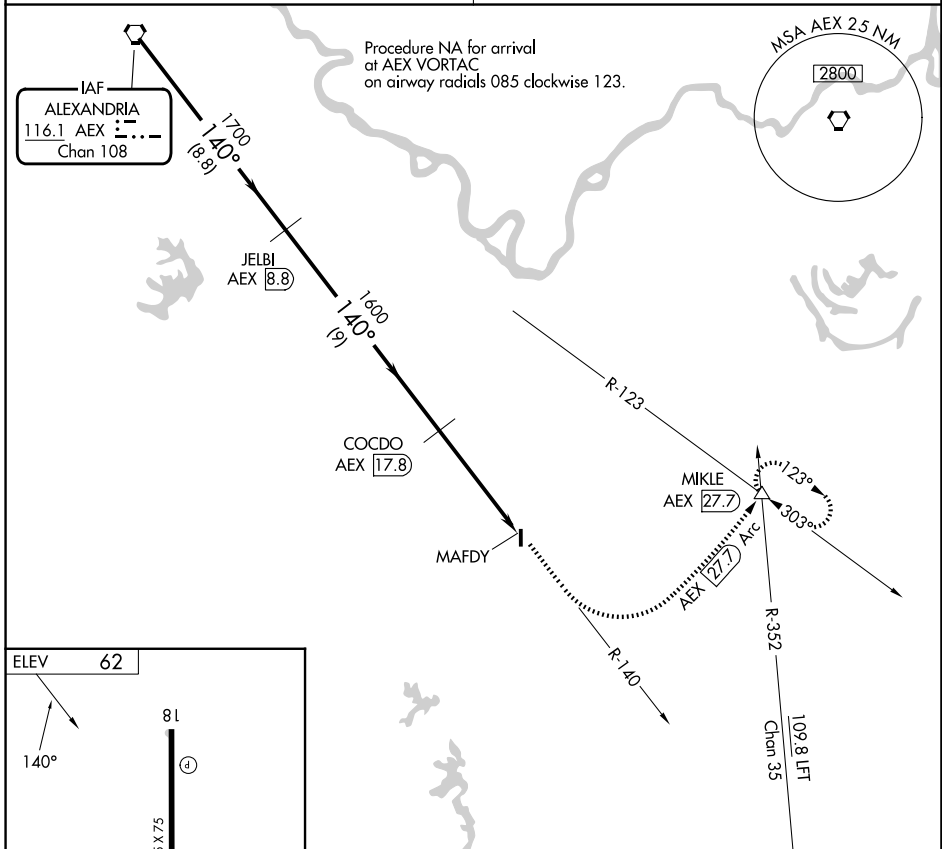 Procedure NA for arrival
at AEX VORTAC
on airway radials 085 clockwise 123.
MSA AEX 25 NM
2800
IAF
ALEXANDRIA
116.1 AEX
Chan 108
1700
140°
(8.8)
JELBI
AEX 8.8
1600
140°
(9)
COCDO
AEX 17.8
MAFDY
R-123
MIKLE
AEX 27.7
123°
303°
AEX 27.7 Arc
R-140
R-352
109.8 LFT
Chan 35
ELEV 62
140°
18
P
X 75